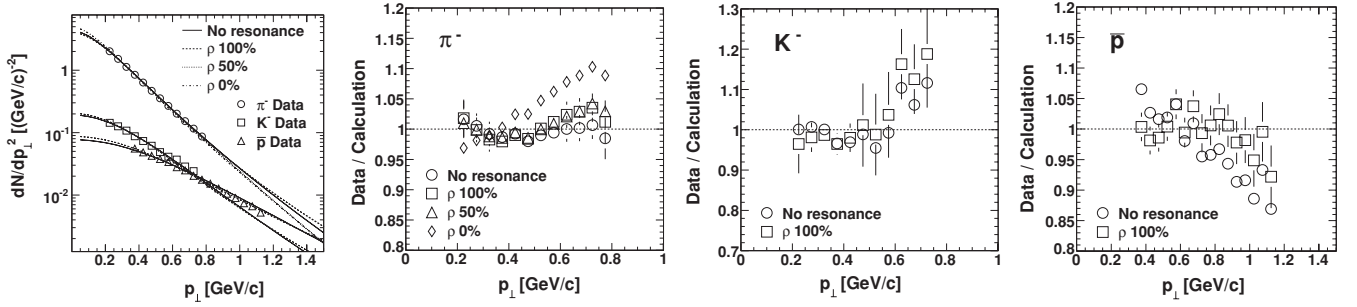 dN/dp⊥² [(GeV/c)⁻²]
1
10⁻¹
10⁻²
No resonance
ρ 100%
ρ 50%
ρ 0%
π⁻ Data
K⁻ Data
p̅ Data
0 0.2 0.4 0.6 0.8 1 1.2 1.4
p⊥ [GeV/c]
Data / Calculation
1.2
1.15
1.1
1.05
1
0.95
0.9
0.85
0.8
π⁻
No resonance
ρ 100%
ρ 50%
ρ 0%
0 0.2 0.4 0.6 0.8 1
p⊥ [GeV/c]
Data / Calculation
1.3
1.2
1.1
1
0.9
0.8
0.7
K⁻
No resonance
ρ 100%
0 0.2 0.4 0.6 0.8 1
p⊥ [GeV/c]
Data / Calculation
1.2
1.15
1.1
1.05
1
0.95
0.9
0.85
0.8
p̅
No resonance
ρ 100%
0 0.2 0.4 0.6 0.8 1 1.2 1.4
p⊥ [GeV/c]